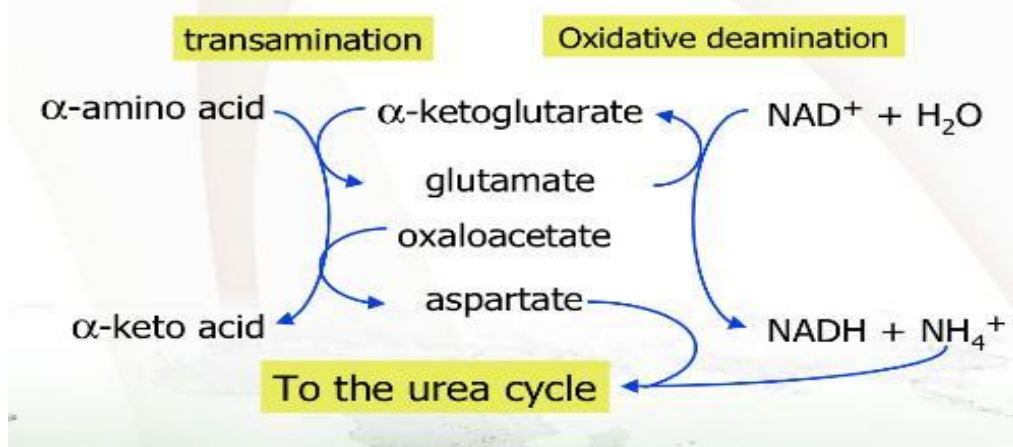 transamination
Oxidative deamination
α-amino acid
α-ketoglutarate
NAD⁺ + H₂O
glutamate
oxaloacetate
aspartate
α-keto acid
NADH + NH₄⁺
To the urea cycle